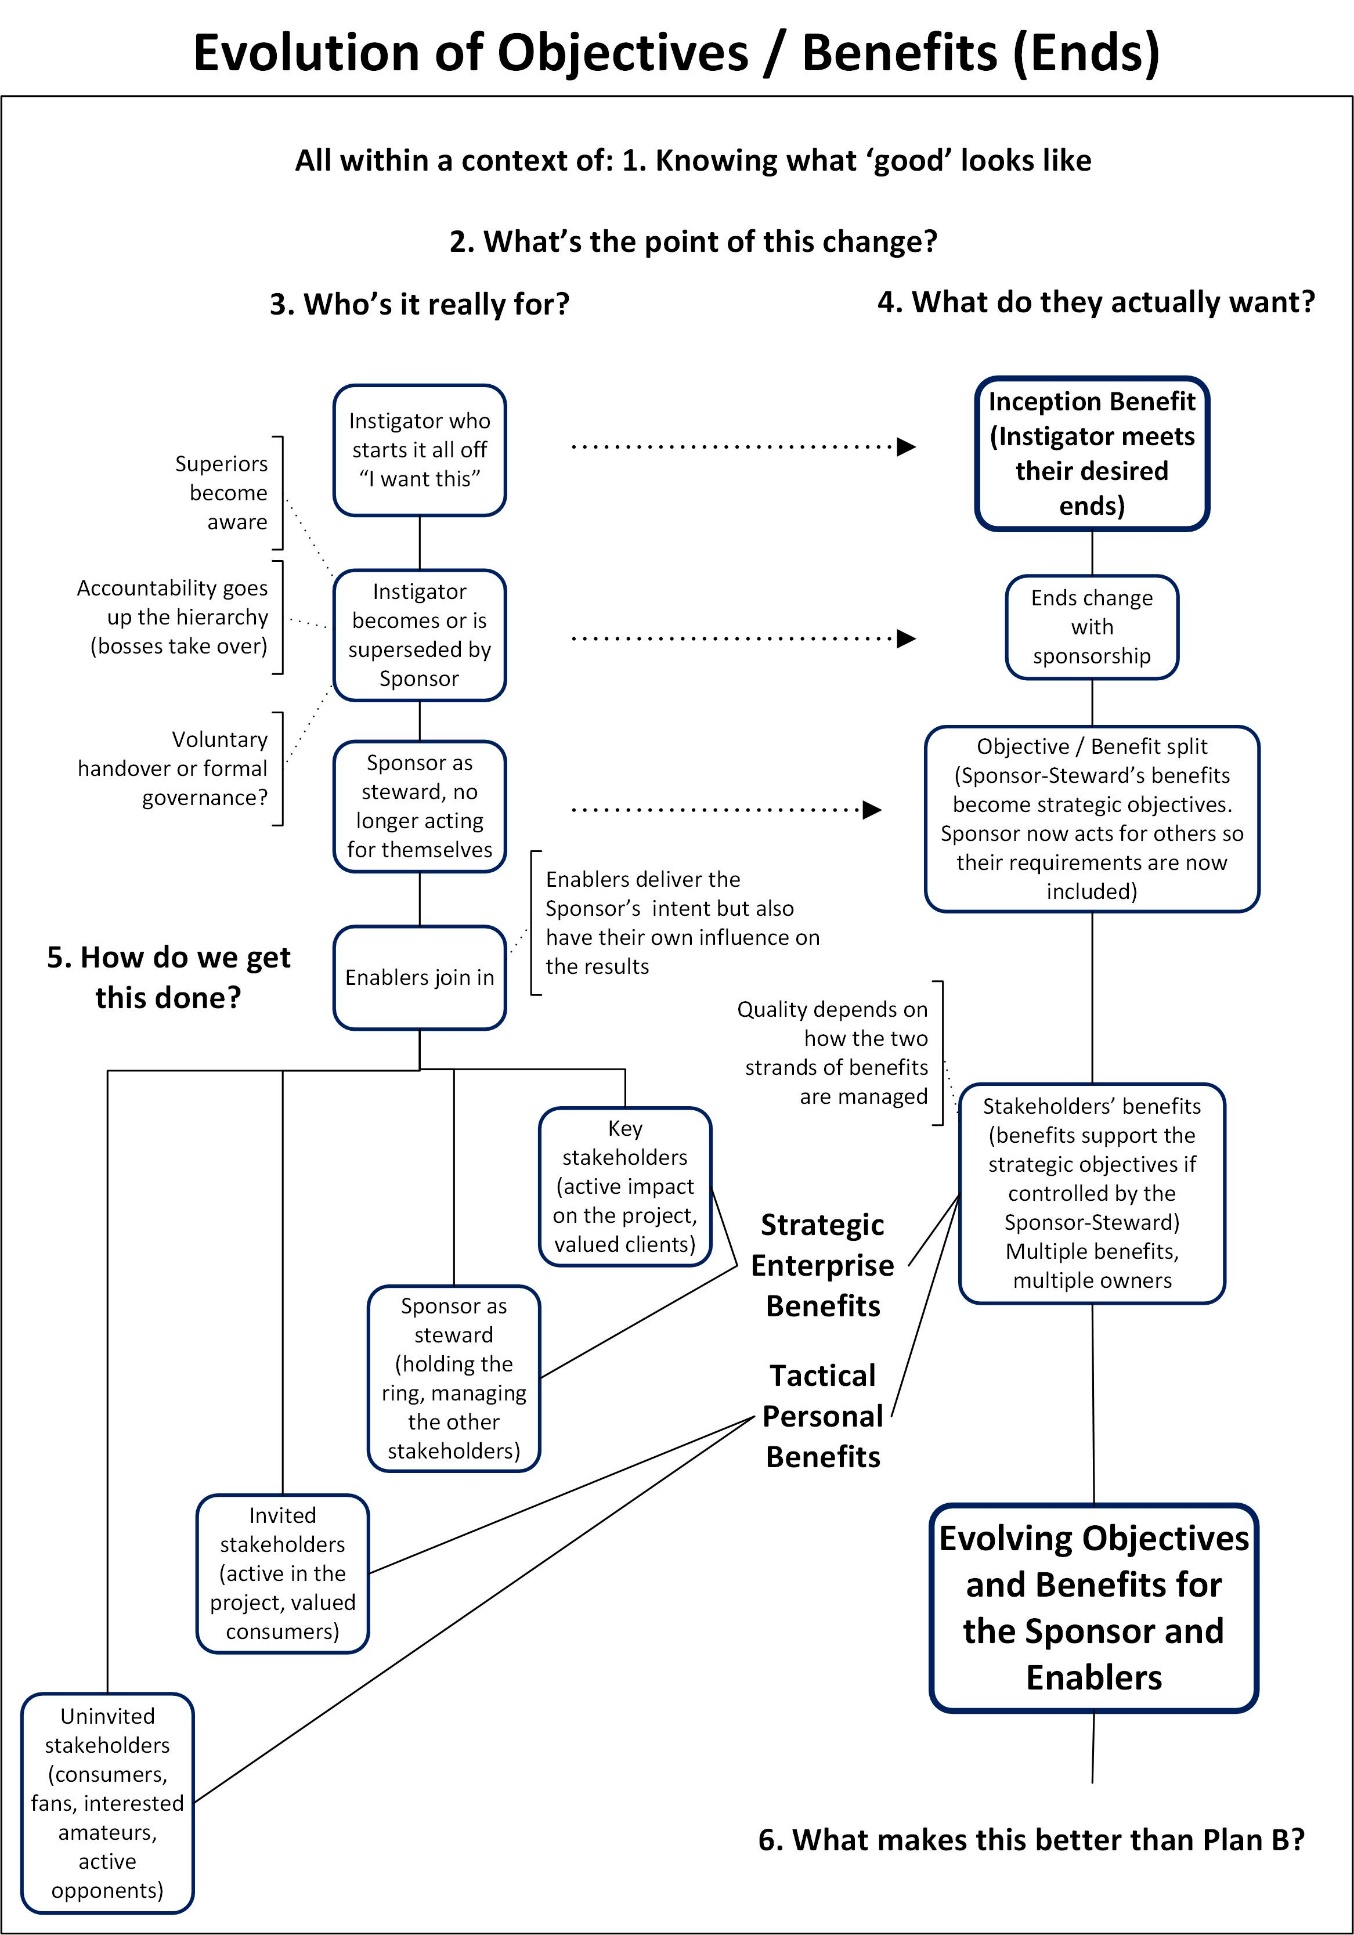 Evolution of Objectives / Benefits (Ends)
All within a context of: 1. Knowing what ‘good’ looks like
2. What’s the point of this change?
3. Who’s it really for?
4. What do they actually want?
Instigator who
starts it all off
“I want this”
Inception Benefit
(Instigator meets
their desired
ends)
Superiors
become
aware
Accountability goes
up the hierarchy
(bosses take over)
Voluntary
handover or formal
governance?
Instigator
becomes or is
superseded by
Sponsor
Ends change
with
sponsorship
Sponsor as
steward, no
longer acting
for themselves
Objective / Benefit split
(Sponsor-Steward’s benefits
become strategic objectives.
Sponsor now acts for others so
their requirements are now
included)
5. How do we get
this done?
Enablers join in
Enablers deliver the
Sponsor’s  intent but also
have their own influence on
the results
Quality depends on
how the two
strands of benefits
are managed
Stakeholders’ benefits
(benefits support the
strategic objectives if
controlled by the
Sponsor-Steward)
Multiple benefits,
multiple owners
Key
stakeholders
(active impact
on the project,
valued clients)
Strategic
Enterprise
Benefits
Sponsor as
steward
(holding the
ring, managing
the other
stakeholders)
Tactical
Personal
Benefits
Invited
stakeholders
(active in the
project, valued
consumers)
Evolving Objectives
and Benefits for
the Sponsor and
Enablers
Uninvited
stakeholders
(consumers,
fans, interested
amateurs,
active
opponents)
6. What makes this better than Plan B?